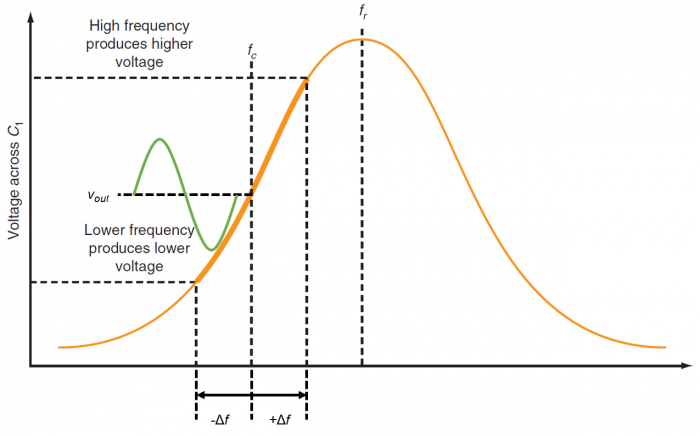 High frequency
produces higher
voltage
f_c
f_r
Voltage across C_1
v_out
Lower frequency
produces lower
voltage
-Δf
+Δf